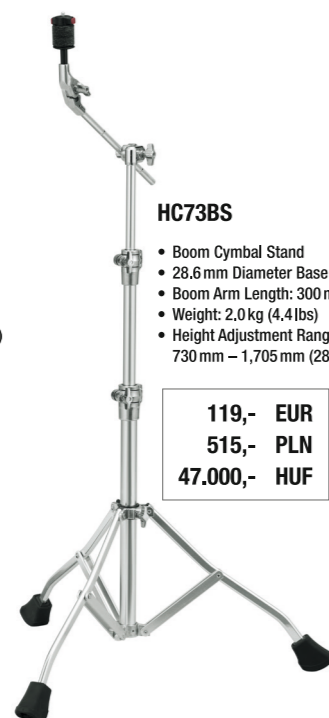 HC73BS
• Boom Cymbal Stand
• 28.6 mm Diameter Base
• Boom Arm Length: 300
• Weight: 2.0 kg (4.4 lbs)
• Height Adjustment
730 mm – 1,705 mm (28
119,- EUR
515,- PLN
47.000,- HUF